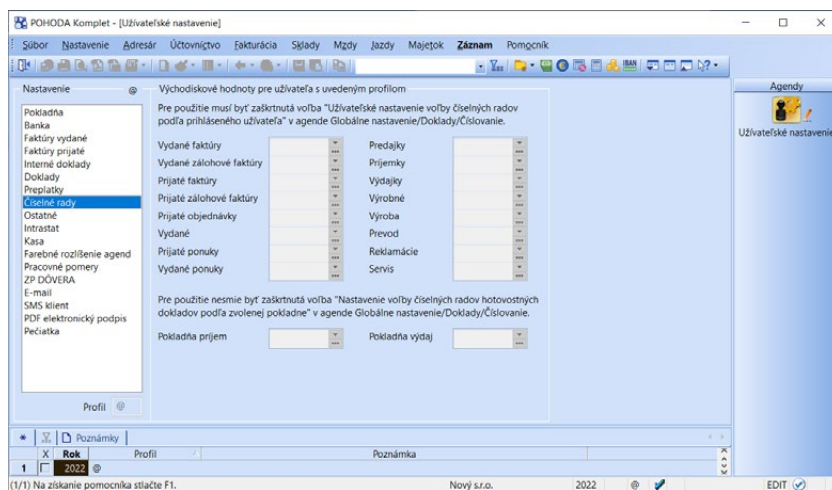 POHODA Komplet - [Užívateľské nastavenie]
Súbor Nastavenie Adresár Účtovníctvo Fakturácia Sklady Mzdy Jazdy Majetok Záznam Pomocník
Nastavenie @
Pokladňa
Banka
Faktúry vydané
Faktúry prijaté
Interné doklady
Doklady
Preplatky
Číselné rady
Ostatné
Intrastat
Kasa
Farebné rozlíšenie agend
Pracovné pomery
ZP DÔVERA
E-mail
SMS klient
PDF elektronický podpis
Pečiatka
Profil @
Východiskové hodnoty pre užívateľa s uvedeným profilom
Pre použitie musí byť zaškrtnutá voľba "Užívateľské nastavenie voľby číselných radov
podľa prihláseného užívateľa" v agende Globálne nastavenie/Doklady/Číslovanie.
Vydané faktúry Predajky
Vydané zálohové faktúry Príjemky
Prijaté faktúry Výdajky
Prijaté zálohové faktúry Výrobné
Prijaté objednávky Výroba
Vydané Prevod
Prijaté ponuky Reklamácie
Vydané ponuky Servis
Pre použitie nesmie byť zaškrtnutá voľba "Nastavenie voľby číselných radov hotovostných
dokladov podľa zvolenej pokladne" v agende Globálne nastavenie/Doklady/Číslovanie.
Pokladňa príjem Pokladňa výdaj
Agendy
Užívateľské nastavenie
* Poznámky
X Rok Profil Poznámka
1 2022 @
(1/1) Na získanie pomocníka stlačte F1. Nový s.r.o. 2022 @ EDIT